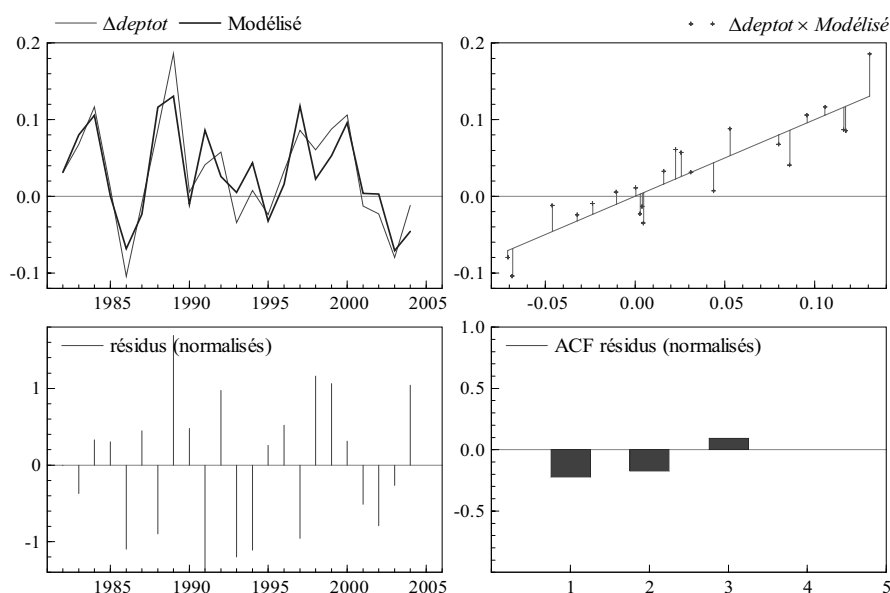 Δdeptot Modélisé
0.2
0.1
0.0
-0.1
1985 1990 1995 2000 2005
Δdeptot × Modélisé
0.2
0.1
0.0
-0.1
-0.05 0.00 0.05 0.10
résidus (normalisés)
1
0
-1
1985 1990 1995 2000 2005
1.0
ACF résidus (normalisés)
0.5
0.0
-0.5
1 2 3 4 5